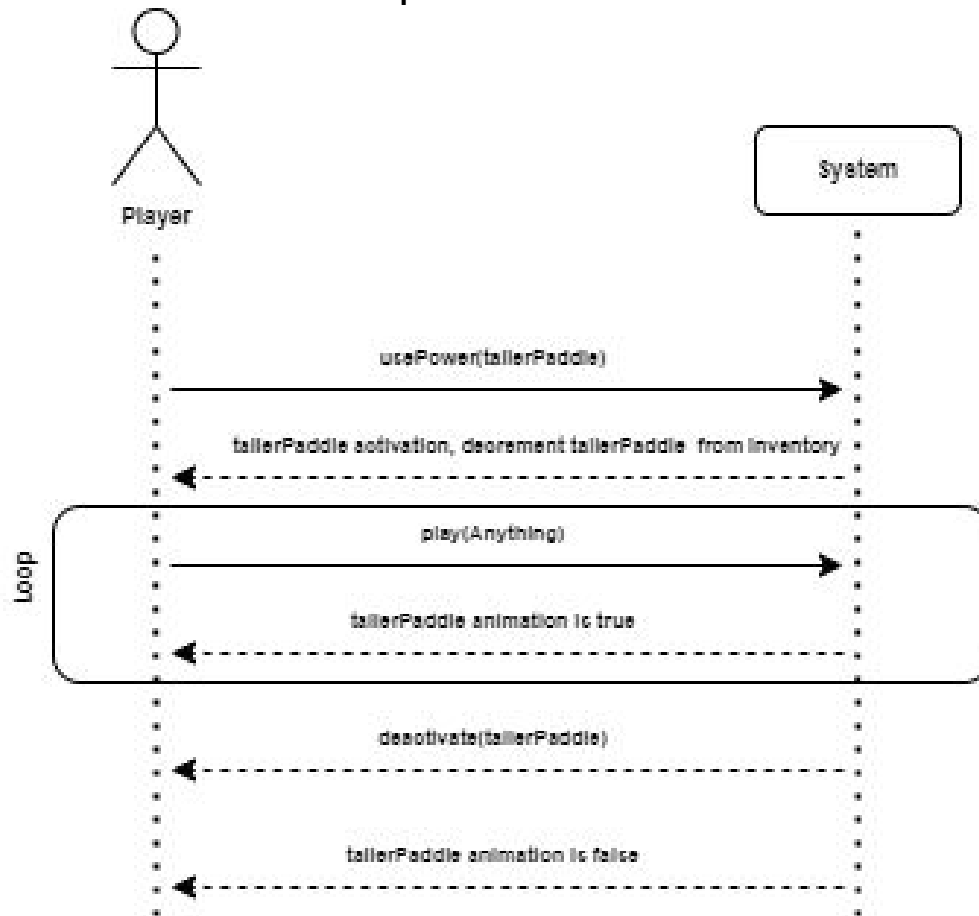 Player
System
usePower(tallerPaddle)
tallerPaddle activation, decrement tallerPaddle from inventory
Loop
play(Anything)
tallerPaddle animation is true
deactivate(tallerPaddle)
tallerPaddle animation is false